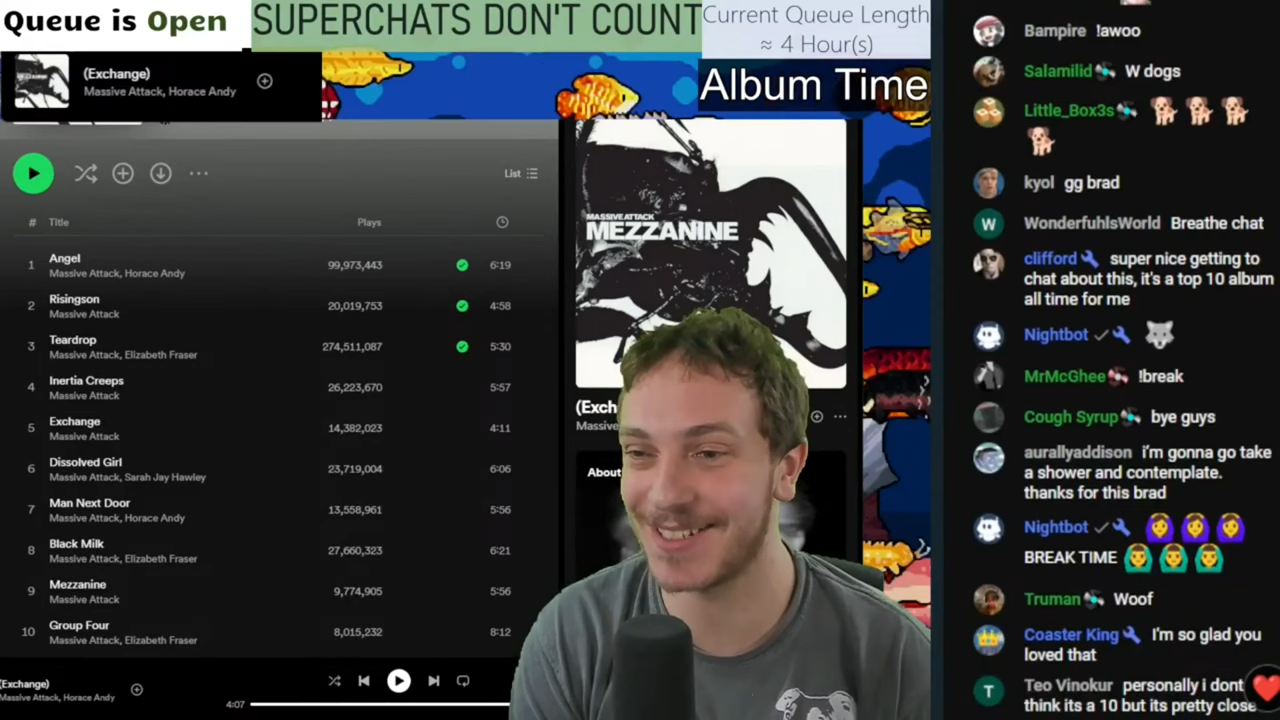 Queue is Open
SUPERCHATS DON'T COUNT
Current Queue Length
≈ 4 Hour(s)
Album Time
MEZZANINE
(Exchange)
Massive Attack, Horace Andy
List
# Title Plays
1 Angel 99,973,443 6:19
Massive Attack, Horace Andy
2 Risingson 20,019,753 4:58
Massive Attack
3 Teardrop 274,511,087 5:30
Massive Attack, Elizabeth Fraser
4 Inertia Creeps 26,223,670 5:57
Massive Attack
5 Exchange 14,382,023 4:11
Massive Attack
6 Dissolved Girl 23,719,004 6:06
Massive Attack, Sarah Jay Hawley
7 Man Next Door 13,558,961 5:56
Massive Attack, Horace Andy
8 Black Milk 27,660,323 6:21
Massive Attack, Elizabeth Fraser
9 Mezzanine 9,774,905 5:56
Massive Attack
10 Group Four 8,015,232 8:12
Massive Attack, Elizabeth Fraser
(Exchange)
Massive Attack, Horace Andy
4:07
MASSIVE ATTACK
MEZZANINE
(Exch
Massive
About
Bampire !awoo
Salamilid W dogs
Little_Box3s
kyol gg brad
W WonderfuhlsWorld Breathe chat
clifford super nice getting to
chat about this, it's a top 10 album
all time for me
Nightbot
MrMcGhee !break
Cough Syrup bye guys
aurallyaddison i'm gonna go take
a shower and contemplate.
thanks for this brad
Nightbot
BREAK TIME
Truman Woof
Coaster King I'm so glad you
loved that
T Teo Vinokur personally i dont
think its a 10 but its pretty close